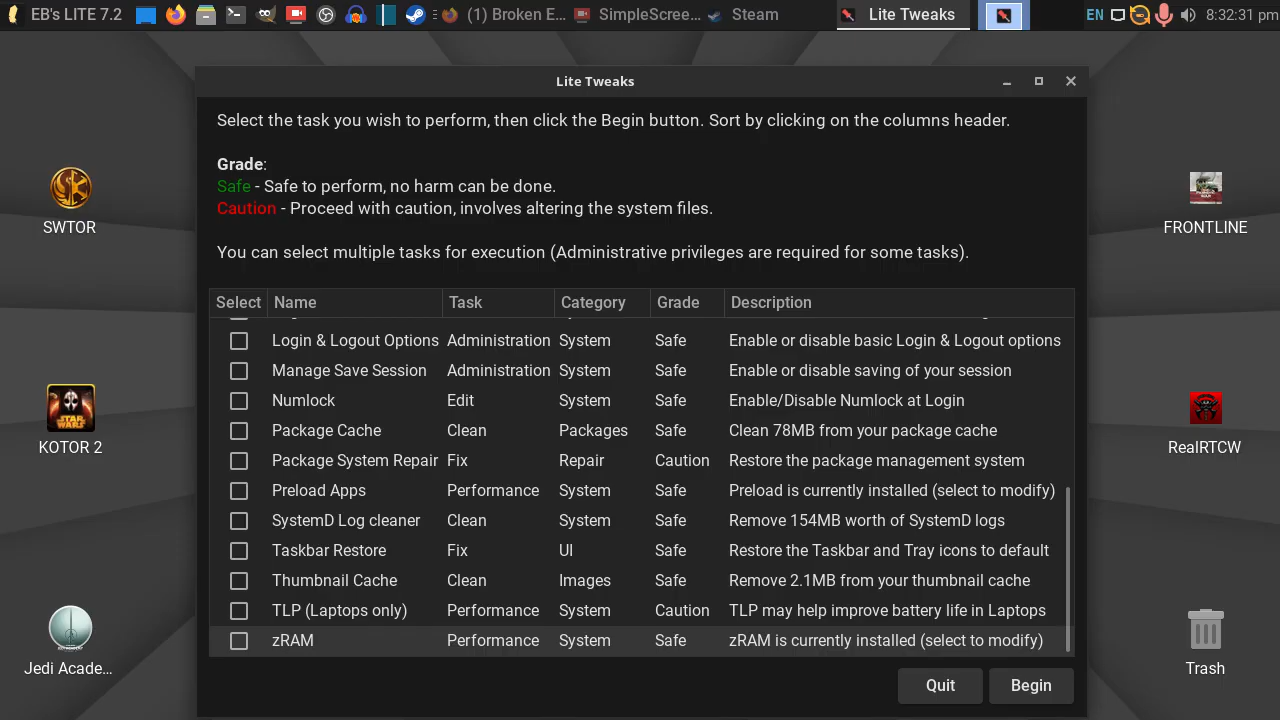 EB's LITE 7.2 (1) Broken E... SimpleScree... Steam Lite Tweaks EN 8:32:31 pm
Lite Tweaks
Select the task you wish to perform, then click the Begin button. Sort by clicking on the columns header.
Grade:
Safe - Safe to perform, no harm can be done.
Caution - Proceed with caution, involves altering the system files.
You can select multiple tasks for execution (Administrative privileges are required for some tasks).
Select Name Task Category Grade Description
Login & Logout Options Administration System Safe Enable or disable basic Login & Logout options
Manage Save Session Administration System Safe Enable or disable saving of your session
Numlock Edit System Safe Enable/Disable Numlock at Login
Package Cache Clean Packages Safe Clean 78MB from your package cache
Package System Repair Fix Repair Caution Restore the package management system
Preload Apps Performance System Safe Preload is currently installed (select to modify)
SystemD Log cleaner Clean System Safe Remove 154MB worth of SystemD logs
Taskbar Restore Fix UI Safe Restore the Taskbar and Tray icons to default
Thumbnail Cache Clean Images Safe Remove 2.1MB from your thumbnail cache
TLP (Laptops only) Performance System Caution TLP may help improve battery life in Laptops
zRAM Performance System Safe zRAM is currently installed (select to modify)
Quit Begin
SWTOR
KOTOR 2
STAR WARS
Jedi Acade...
FRONTLINE
RealRTCW
Trash